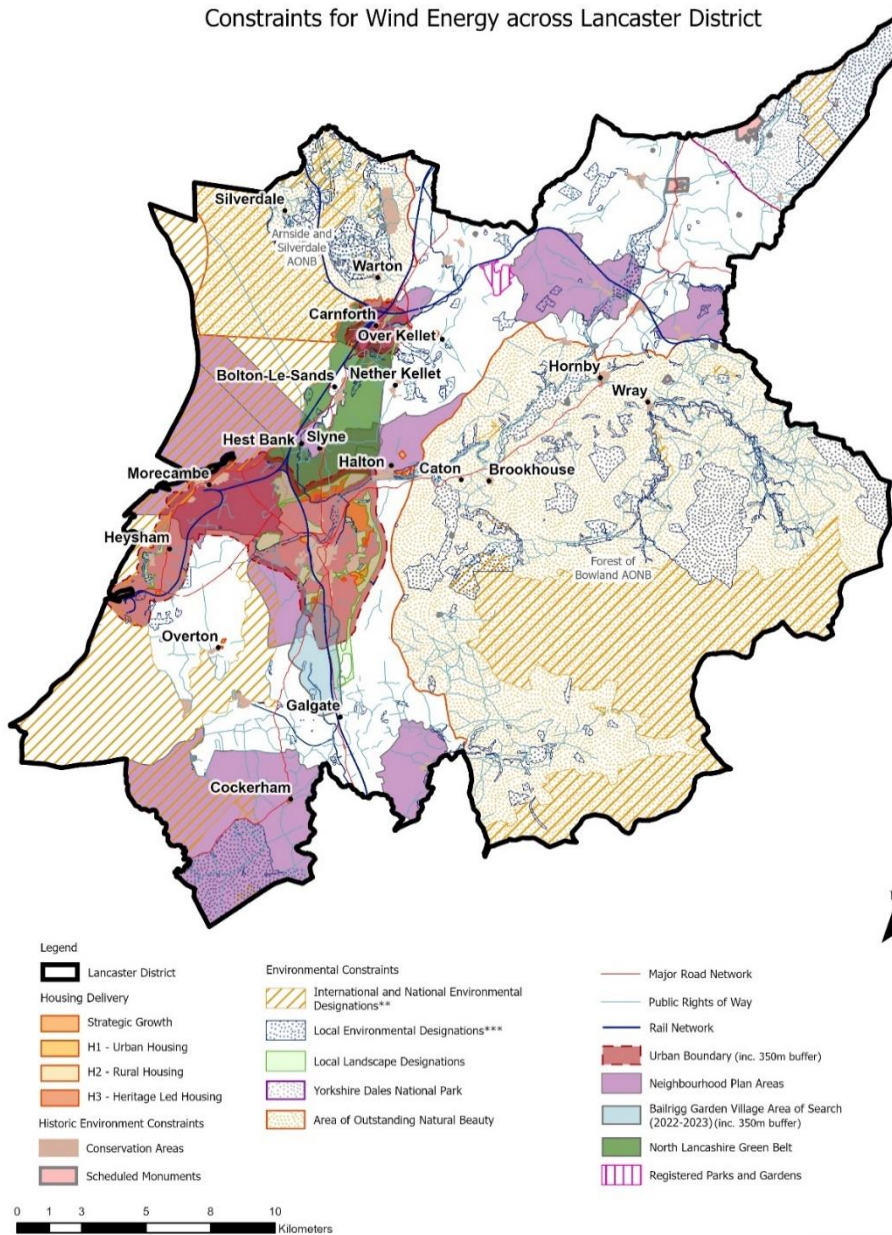 Constraints for Wind Energy across Lancaster District
Silverdale
Arnside and
Silverdale
AONB
Warton
Carnforth
Over Kellet
Bolton-Le-Sands
Nether Kellet
Hornby
Wray
Hest Bank
Slyne
Morecambe
Halton
Caton
Brookhouse
Heysham
Forest of
Bowland AONB
Overton
Galgate
Cockerham
Legend
Lancaster District
Housing Delivery
Strategic Growth
H1 - Urban Housing
H2 - Rural Housing
H3 - Heritage Led Housing
Historic Environment Constraints
Conservation Areas
Scheduled Monuments
Environmental Constraints
International and National Environmental
Designations**
Local Environmental Designations***
Local Landscape Designations
Yorkshire Dales National Park
Area of Outstanding Natural Beauty
Major Road Network
Public Rights of Way
Rail Network
Urban Boundary (inc. 350m buffer)
Neighbourhood Plan Areas
Bailrigg Garden Village Area of Search
(2022-2023) (inc. 350m buffer)
North Lancashire Green Belt
Registered Parks and Gardens
0 1 3 5 8 10
Kilometers